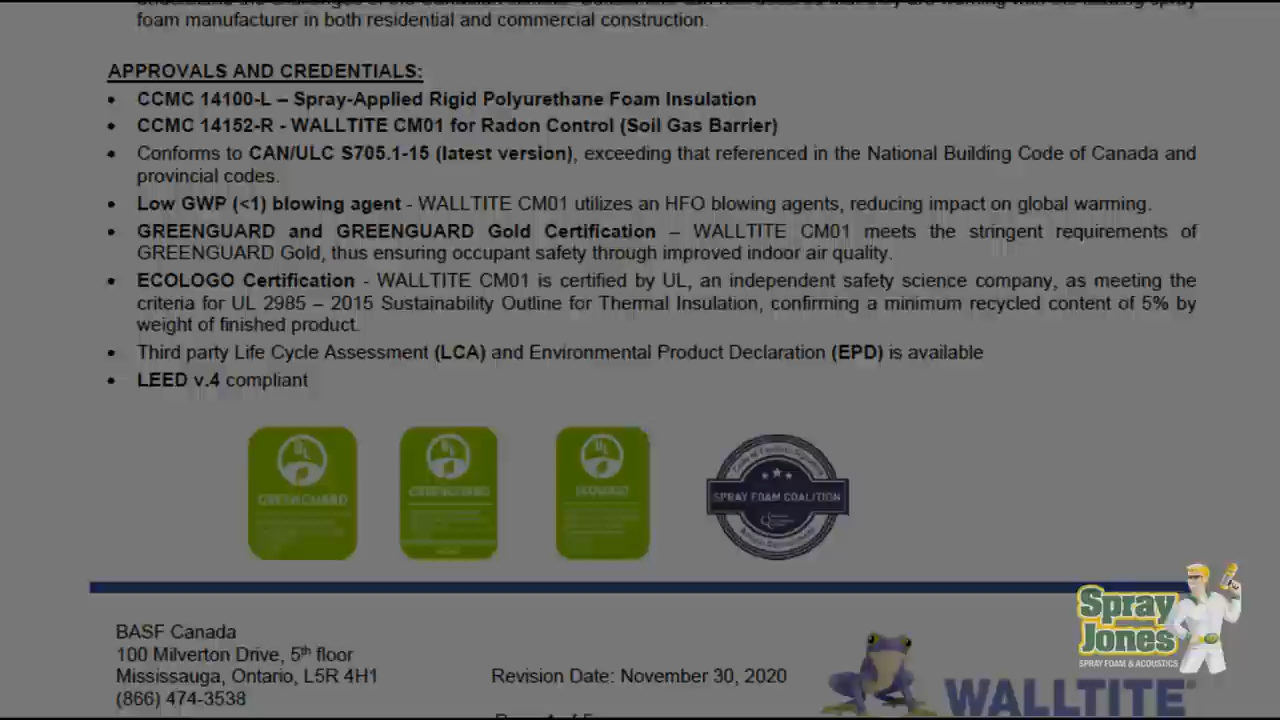 foam manufacturer in both residential and commercial construction.
APPROVALS AND CREDENTIALS:
• CCMC 14100-L – Spray-Applied Rigid Polyurethane Foam Insulation
• CCMC 14152-R - WALLTITE CM01 for Radon Control (Soil Gas Barrier)
• Conforms to CAN/ULC S705.1-15 (latest version), exceeding that referenced in the National Building Code of Canada and
provincial codes.
• Low GWP (<1) blowing agent - WALLTITE CM01 utilizes an HFO blowing agents, reducing impact on global warming.
• GREENGUARD and GREENGUARD Gold Certification – WALLTITE CM01 meets the stringent requirements of
GREENGUARD Gold, thus ensuring occupant safety through improved indoor air quality.
• ECOLOGO Certification - WALLTITE CM01 is certified by UL, an independent safety science company, as meeting the
criteria for UL 2985 – 2015 Sustainability Outline for Thermal Insulation, confirming a minimum recycled content of 5% by
weight of finished product.
• Third party Life Cycle Assessment (LCA) and Environmental Product Declaration (EPD) is available
• LEED v.4 compliant
UL
GREENGUARD
UL
GREENGUARD
UL
ECOLOGO
SPRAY FOAM COALITION
BASF Canada
100 Milverton Drive, 5th floor
Mississauga, Ontario, L5R 4H1
(866) 474-3538
Revision Date: November 30, 2020
WALLTITE
Spray
Jones
SPRAY FOAM & ACOUSTICS